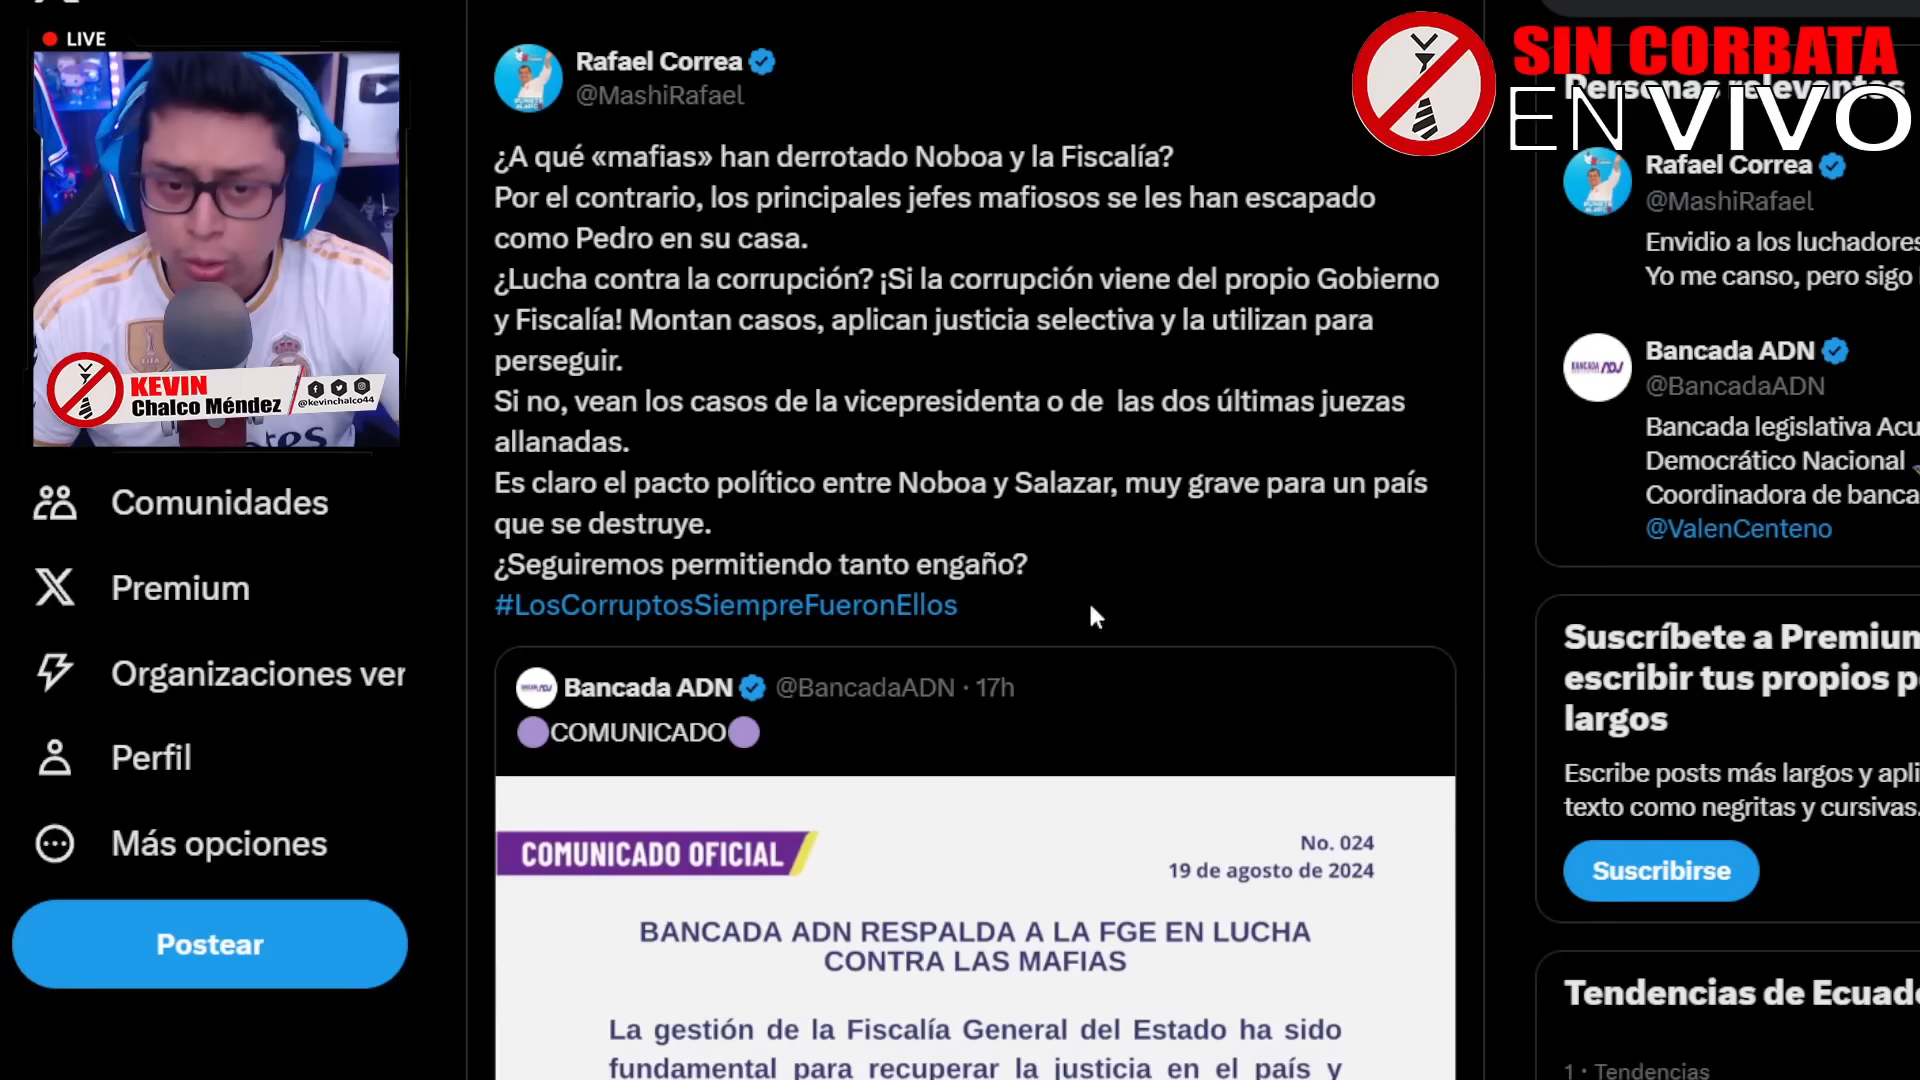 LIVE
KEVIN
Chalco Méndez
@kevinchalco44
Comunidades
Premium
Organizaciones ver
Perfil
Más opciones
Postear
Rafael Correa
@MashiRafael
¿A qué «mafias» han derrotado Noboa y la Fiscalía?
Por el contrario, los principales jefes mafiosos se les han escapado
como Pedro en su casa.
¿Lucha contra la corrupción? ¡Si la corrupción viene del propio Gobierno
y Fiscalía! Montan casos, aplican justicia selectiva y la utilizan para
perseguir.
Si no, vean los casos de la vicepresidenta o de las dos últimas juezas
allanadas.
Es claro el pacto político entre Noboa y Salazar, muy grave para un país
que se destruye.
¿Seguiremos permitiendo tanto engaño?
#LosCorruptosSiempreFueronEllos
Bancada ADN @BancadaADN · 17h
COMUNICADO
COMUNICADO OFICIAL
No. 024
19 de agosto de 2024
BANCADA ADN RESPALDA A LA FGE EN LUCHA
CONTRA LAS MAFIAS
La gestión de la Fiscalía General del Estado ha sido
fundamental para recuperar la justicia en el país y
SIN CORBATA
EN VIVO
Personas relevantes
Rafael Correa
@MashiRafael
Envidio a los luchadores
Yo me canso, pero sigo
Bancada ADN
@BancadaADN
Bancada legislativa Acu
Democrático Nacional
Coordinadora de banca
@ValenCenteno
Suscríbete a Premium
escribir tus propios p
largos
Escribe posts más largos y apli
texto como negritas y cursivas.
Suscribirse
Tendencias de Ecuad
1 · Tendencias